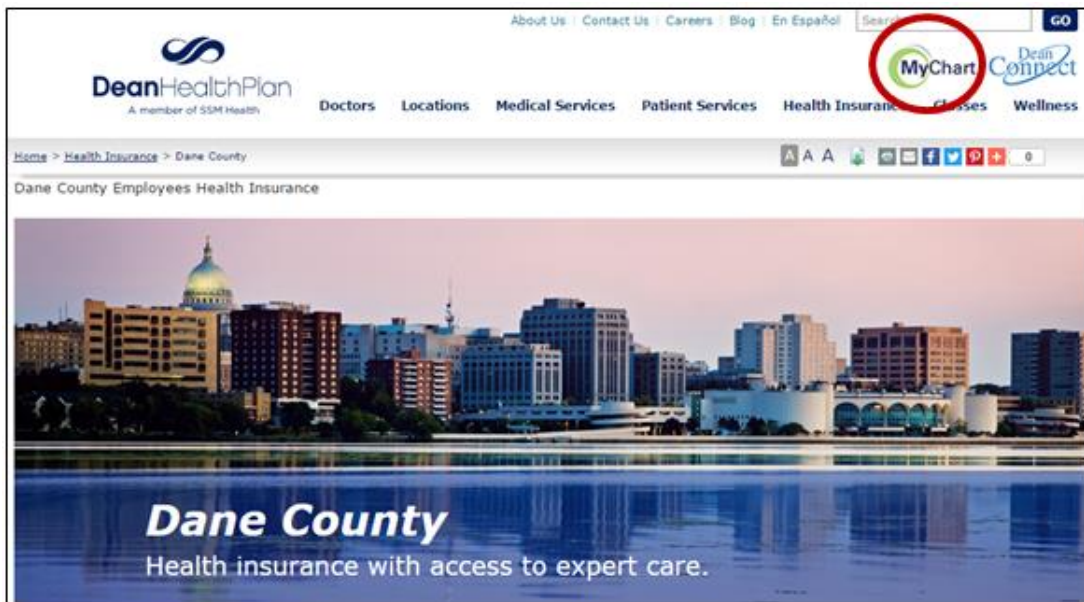 About Us Contact Us Careers Blog En Español Sear GO
DeanHealthPlan
A member of SSM Health
MyChart
Dean
Connect
Doctors Locations Medical Services Patient Services Health Insurance Classes Wellness
Home > Health Insurance > Dane County
A A A 0
Dane County Employees Health Insurance
Dane County
Health insurance with access to expert care.